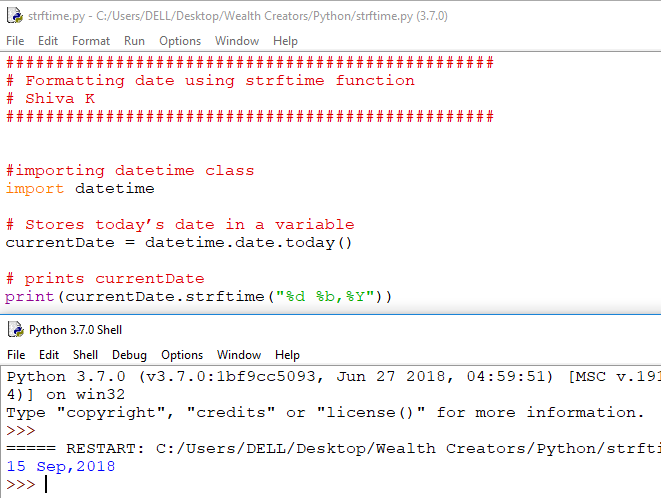 strftime.py - C:/Users/DELL/Desktop/Wealth Creators/Python/strftime.py (3.7.0)
File Edit Format Run Options Window Help
#################################################
# Formatting date using strftime function
# Shiva K
#################################################
#importing datetime class
import datetime
# Stores today’s date in a variable
currentDate = datetime.date.today()
# prints currentDate
print(currentDate.strftime("%d %b,%Y"))
Python 3.7.0 Shell
File Edit Shell Debug Options Window Help
Python 3.7.0 (v3.7.0:1bf9cc5093, Jun 27 2018, 04:59:51) [MSC v.191
4)] on win32
Type "copyright", "credits" or "license()" for more information.
>>>
===== RESTART: C:/Users/DELL/Desktop/Wealth Creators/Python/strfti
15 Sep,2018
>>>